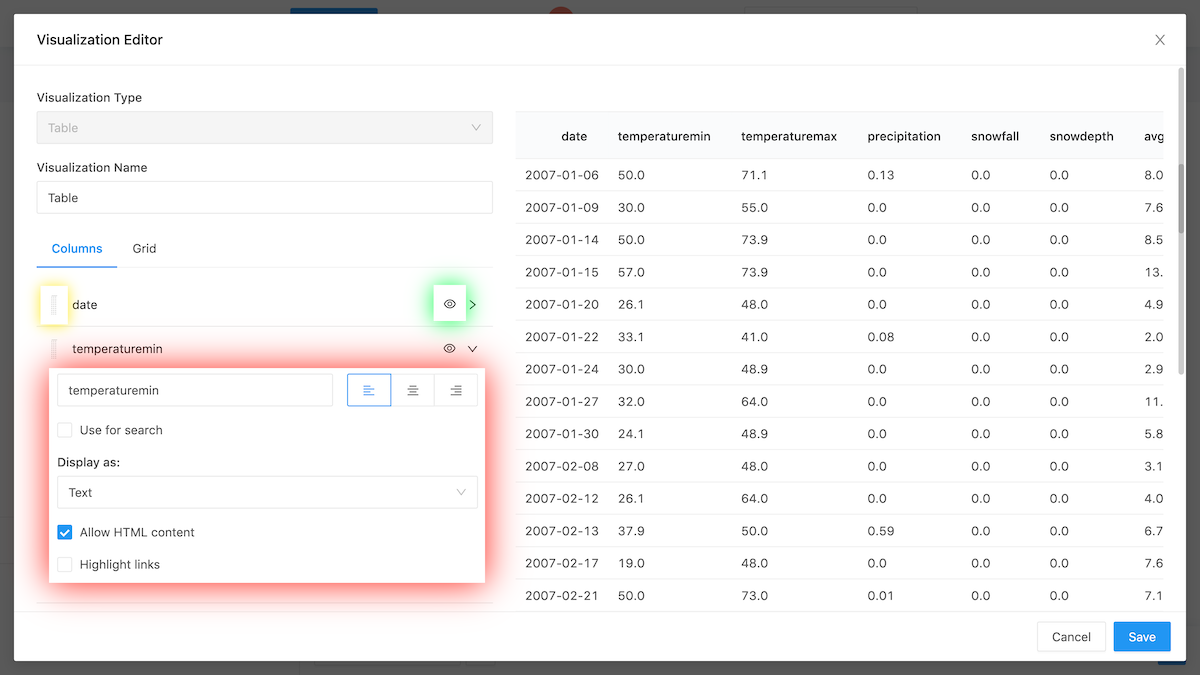 Visualization Editor
Visualization Type
Table
Visualization Name
Table
Columns Grid
date
temperaturemin
temperaturemin
Use for search
Display as:
Text
Allow HTML content
Highlight links
date temperaturemin temperaturemax precipitation snowfall snowdepth avg
2007-01-06 50.0 71.1 0.13 0.0 0.0 8.0
2007-01-09 30.0 55.0 0.0 0.0 0.0 7.6
2007-01-14 50.0 73.9 0.0 0.0 0.0 8.5
2007-01-15 57.0 73.9 0.0 0.0 0.0 13.
2007-01-20 26.1 48.0 0.0 0.0 0.0 4.9
2007-01-22 33.1 41.0 0.08 0.0 0.0 2.0
2007-01-24 30.0 48.9 0.0 0.0 0.0 2.9
2007-01-27 32.0 64.0 0.0 0.0 0.0 11.
2007-01-30 24.1 48.9 0.0 0.0 0.0 5.8
2007-02-08 27.0 48.0 0.0 0.0 0.0 3.1
2007-02-12 26.1 64.0 0.0 0.0 0.0 4.0
2007-02-13 37.9 50.0 0.59 0.0 0.0 6.7
2007-02-17 19.0 48.0 0.0 0.0 0.0 7.6
2007-02-21 50.0 73.0 0.01 0.0 0.0 7.1
Cancel Save